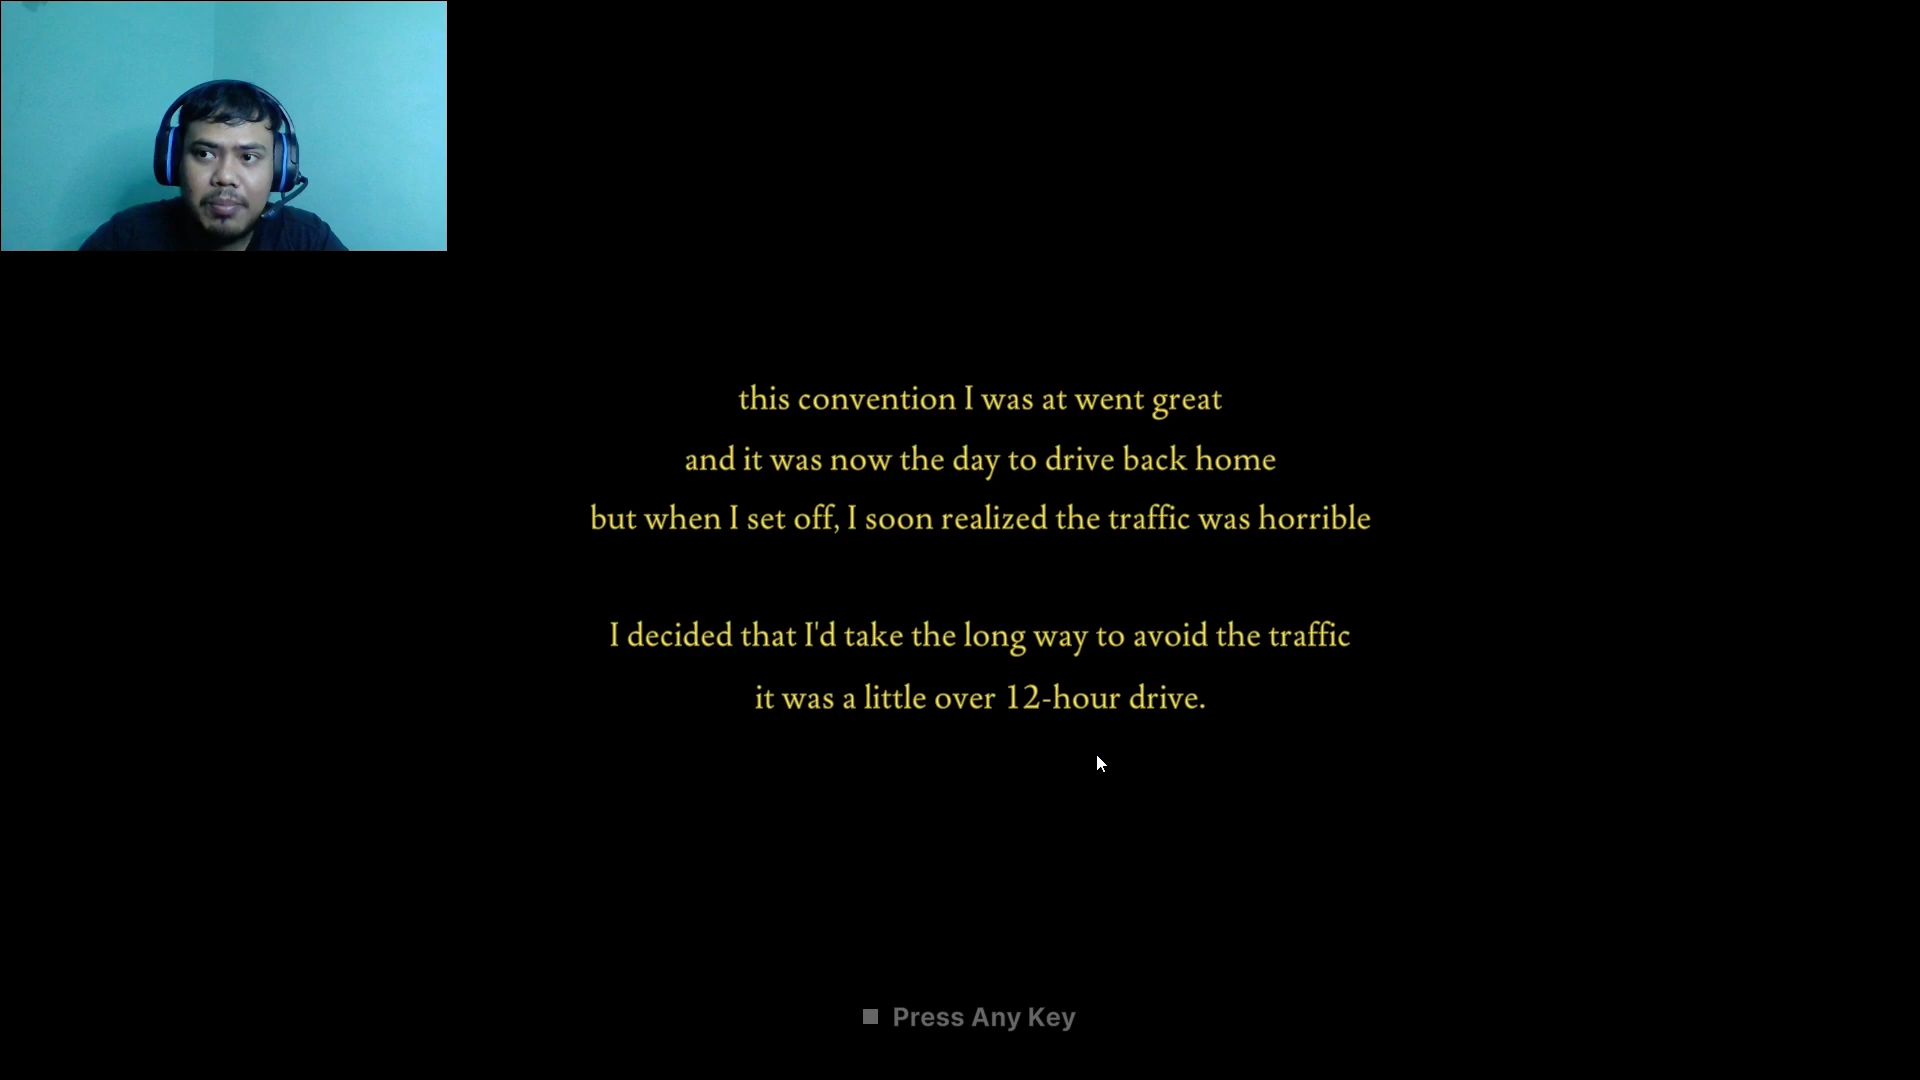 this convention I was at went great
and it was now the day to drive back home
but when I set off, I soon realized the traffic was horrible
I decided that I'd take the long way to avoid the traffic
it was a little over 12-hour drive.
Press Any Key